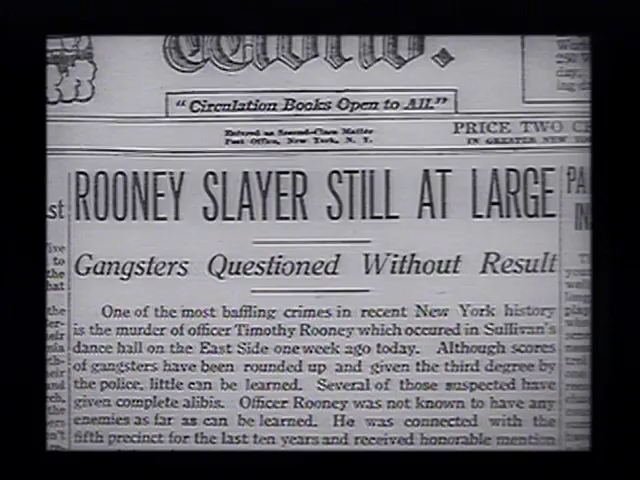 World.
"Circulation Books Open to All."
Entered as Second-Class Matter
Post Office, New York, N. Y.
PRICE TWO
IN GREATER NEW
ROONEY SLAYER STILL AT LARGE
Gangsters Questioned Without Result
One of the most baffling crimes in recent New York history
is the murder of officer Timothy Rooney which occured in Sullivan's
dance hall on the East Side one week ago today. Although scores
of gangsters have been rounded up and given the third degree by
the police, little can be learned. Several of those suspected have
given complete alibis. Officer Rooney was not known to have any
enemies as far as can be learned. He was connected with the
fifth precinct for the last ten years and received honorable mention